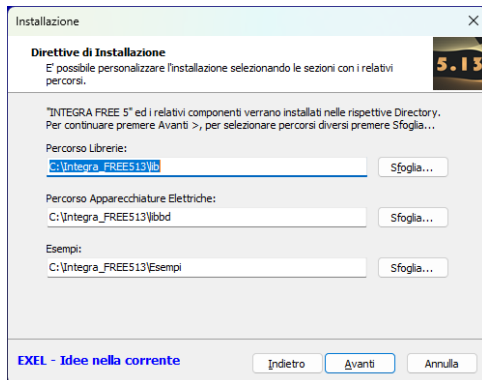 Installazione
Direttive di Installazione
E' possibile personalizzare l'installazione selezionando le sezioni con i relativi
percorsi.
5.13
"INTEGRA FREE 5" ed i relativi componenti verrano installati nelle rispettive Directory.
Per continuare premere Avanti >, per selezionare percorsi diversi premere Sfoglia...
Percorso Librerie:
C:\Integra_FREE513\lib
Sfoglia...
Percorso Apparecchiature Elettriche:
C:\Integra_FREE513\libbd
Sfoglia...
Esempi:
C:\Integra_FREE513\Esempi
Sfoglia...
EXEL - Idee nella corrente
Indietro
Avanti
Annulla